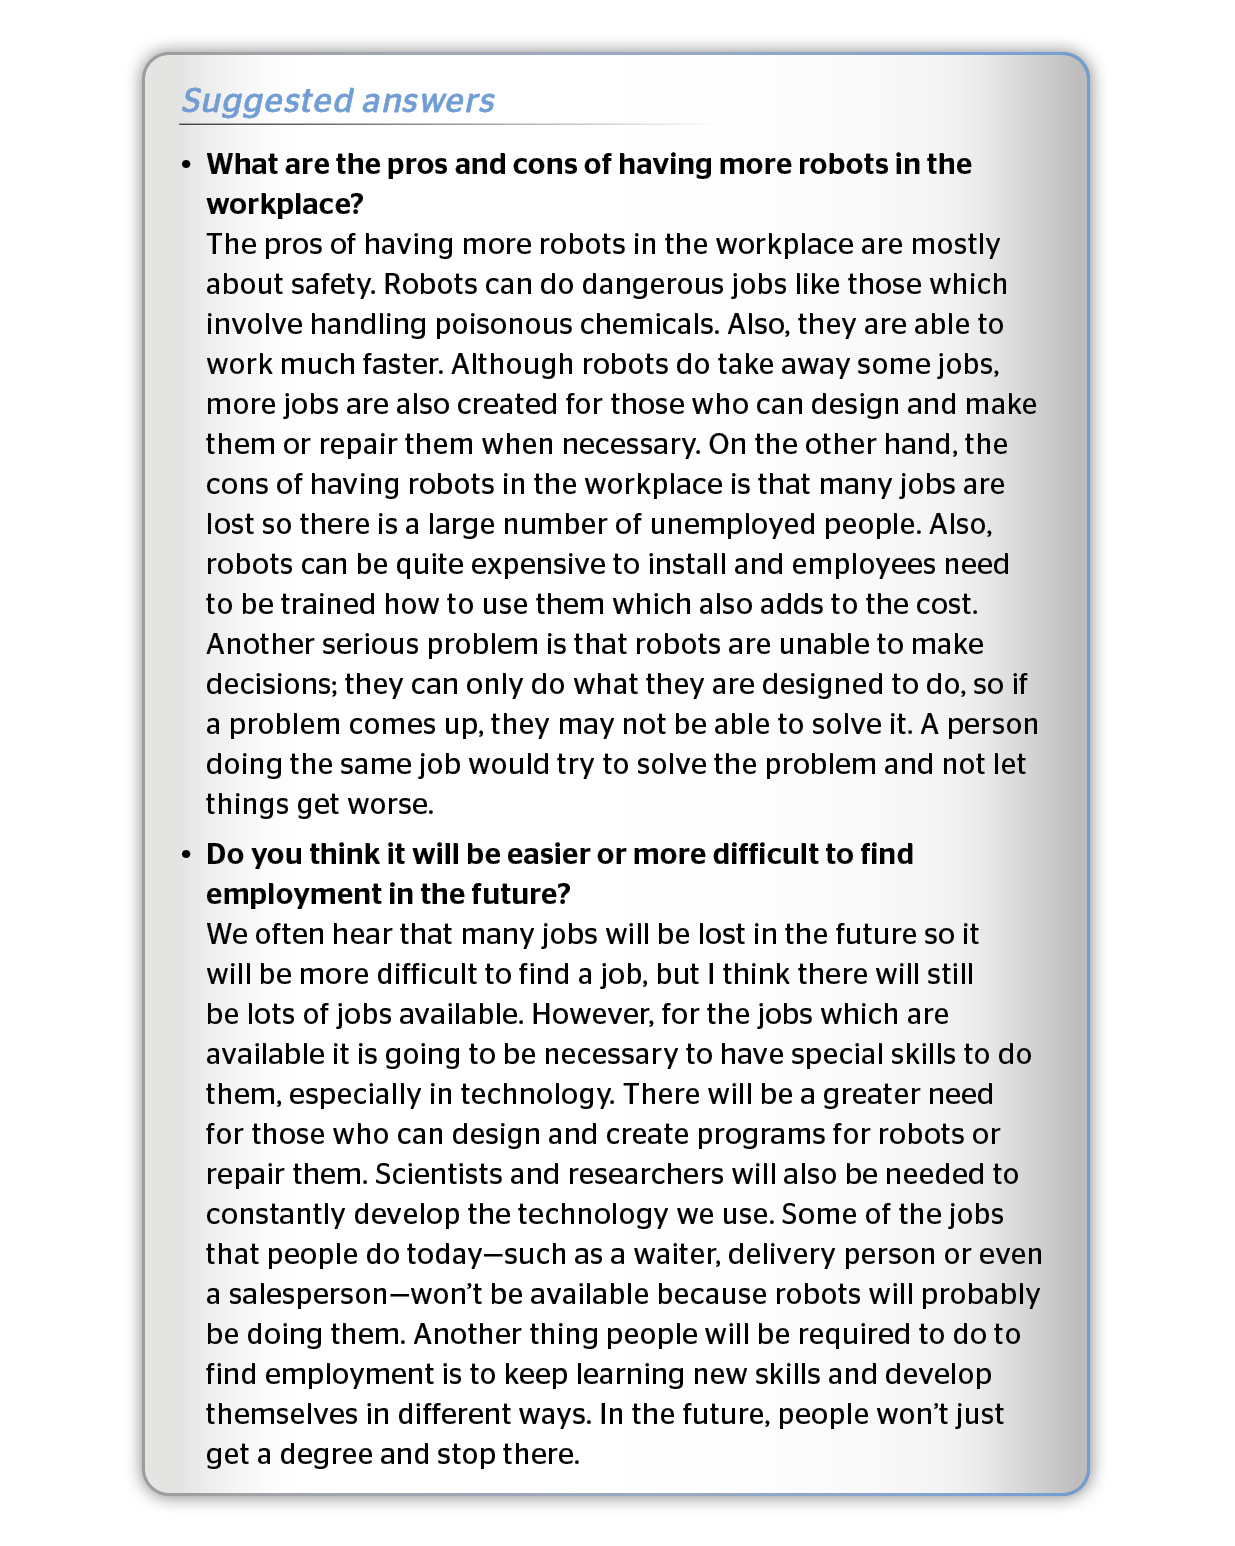 Suggested answers
• What are the pros and cons of having more robots in the
workplace?
The pros of having more robots in the workplace are mostly
about safety. Robots can do dangerous jobs like those which
involve handling poisonous chemicals. Also, they are able to
work much faster. Although robots do take away some jobs,
more jobs are also created for those who can design and make
them or repair them when necessary. On the other hand, the
cons of having robots in the workplace is that many jobs are
lost so there is a large number of unemployed people. Also,
robots can be quite expensive to install and employees need
to be trained how to use them which also adds to the cost.
Another serious problem is that robots are unable to make
decisions; they can only do what they are designed to do, so if
a problem comes up, they may not be able to solve it. A person
doing the same job would try to solve the problem and not let
things get worse.
• Do you think it will be easier or more difficult to find
employment in the future?
We often hear that many jobs will be lost in the future so it
will be more difficult to find a job, but I think there will still
be lots of jobs available. However, for the jobs which are
available it is going to be necessary to have special skills to do
them, especially in technology. There will be a greater need
for those who can design and create programs for robots or
repair them. Scientists and researchers will also be needed to
constantly develop the technology we use. Some of the jobs
that people do today—such as a waiter, delivery person or even
a salesperson—won’t be available because robots will probably
be doing them. Another thing people will be required to do to
find employment is to keep learning new skills and develop
themselves in different ways. In the future, people won’t just
get a degree and stop there.